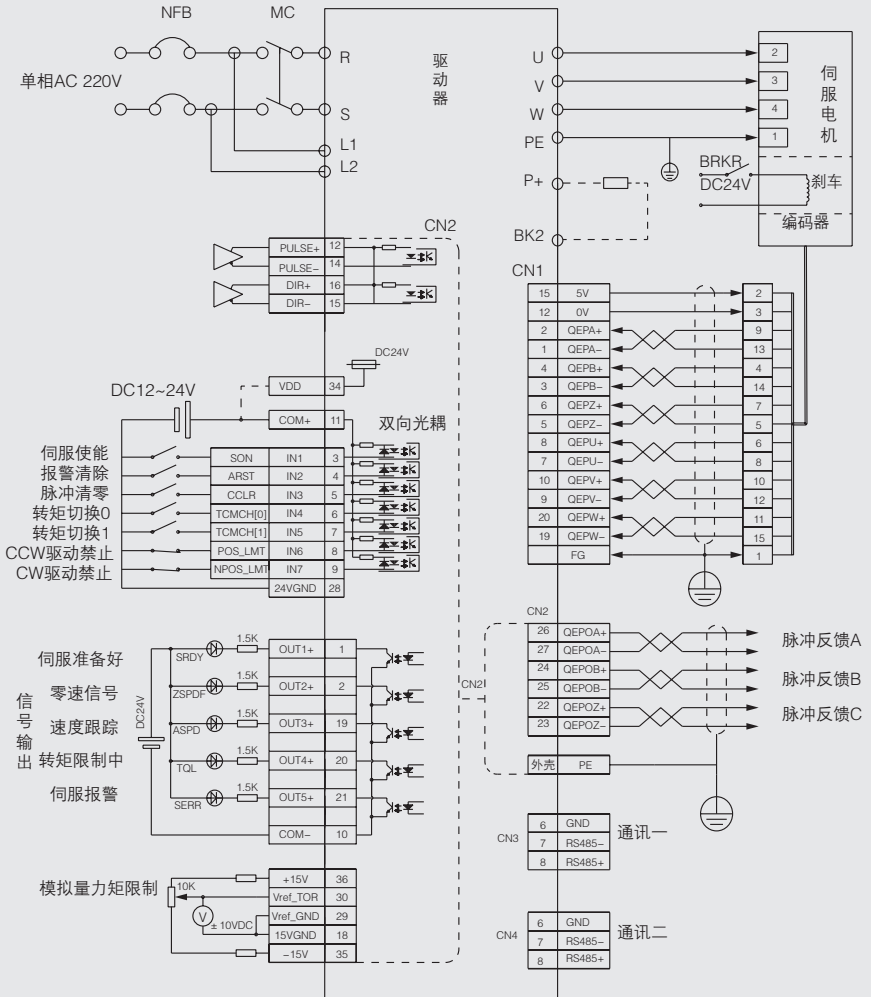 NFB
MC
单相AC 220V
R
S
L1
L2
驱动器
U
V
W
PE
P+
BK2
2
3
4
1
伺服电机
BRKR
DC24V
刹车
编码器
CN2
PULSE+ 12
PULSE− 14
DIR+ 16
DIR− 15
DC24V
VDD 34
DC12~24V
COM+ 11
双向光耦
伺服使能 SON IN1 3
报警清除 ARST IN2 4
脉冲清零 CCLR IN3 5
转矩切换0 TCMCH[0] IN4 6
转矩切换1 TCMCH[1] IN5 7
CCW驱动禁止 POS_LMT IN6 8
CW驱动禁止 NPOS_LMT IN7 9
24VGND 28
信号输出
DC24V
伺服准备好 SRDY 1.5K OUT1+ 1
零速信号 ZSPDF 1.5K OUT2+ 2
速度跟踪 ASPD 1.5K OUT3+ 19
转矩限制中 TQL 1.5K OUT4+ 20
伺服报警 SERR 1.5K OUT5+ 21
COM− 10
模拟量力矩限制
10K
V
±10VDC
+15V 36
Vref_TOR 30
Vref_GND 29
15VGND 18
−15V 35
CN1
15 5V 2
12 0V 3
2 QEPA+ 9
1 QEPA− 13
4 QEPB+ 4
3 QEPB− 14
6 QEPZ+ 7
5 QEPZ− 5
8 QEPU+ 6
7 QEPU− 8
10 QEPV+ 10
9 QEPV− 12
20 QEPW+ 11
19 QEPW− 15
FG 1
CN2
CN2
26 QEPOA+
27 QEPOA−
24 QEPOB+
25 QEPOB−
22 QEPOZ+
23 QEPOZ−
脉冲反馈A
脉冲反馈B
脉冲反馈C
外壳 PE
CN3
6 GND
7 RS485−
8 RS485+
通讯一
CN4
6 GND
7 RS485−
8 RS485+
通讯二